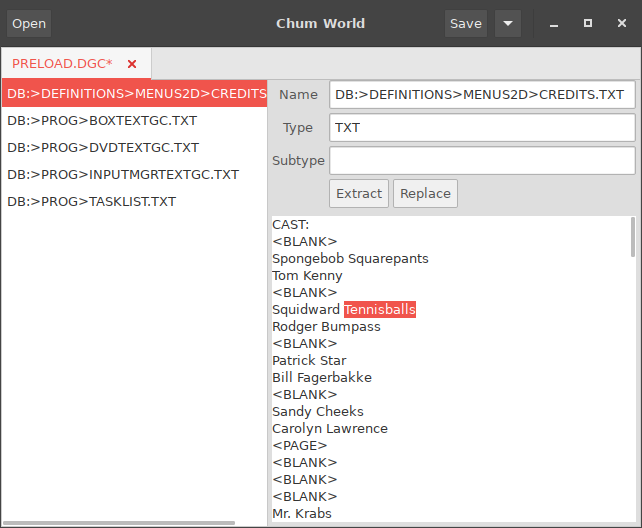 Open
Chum World
Save
PRELOAD.DGC*
DB:>DEFINITIONS>MENUS2D>CREDITS
DB:>PROG>BOXTEXTGC.TXT
DB:>PROG>DVDTEXTGC.TXT
DB:>PROG>INPUTMGRTEXTGC.TXT
DB:>PROG>TASKLIST.TXT
Name DB:>DEFINITIONS>MENUS2D>CREDITS.TXT
Type TXT
Subtype
Extract Replace
CAST:
<BLANK>
Spongebob Squarepants
Tom Kenny
<BLANK>
Squidward Tennisballs
Rodger Bumpass
<BLANK>
Patrick Star
Bill Fagerbakke
<BLANK>
Sandy Cheeks
Carolyn Lawrence
<PAGE>
<BLANK>
<BLANK>
<BLANK>
Mr. Krabs